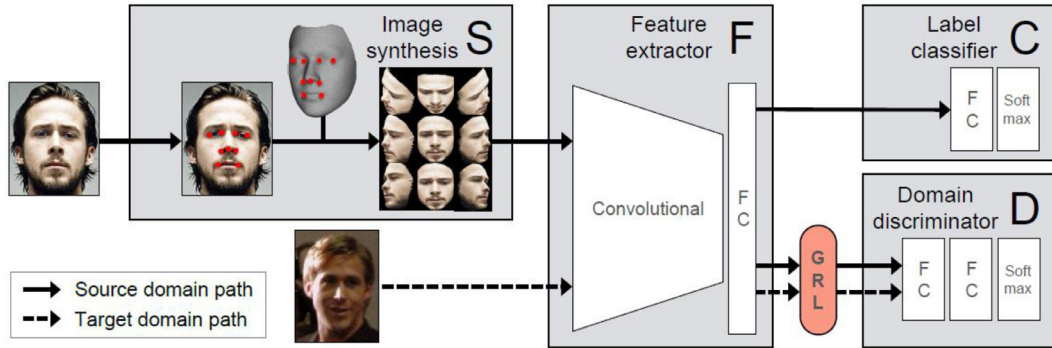 Image
synthesis
S
Feature
extractor
F
Label
classifier
C
F
C
Soft
max
Convolutional
F
C
Domain
discriminator
D
G
R
L
F
C
F
C
Soft
max
Source domain path
Target domain path